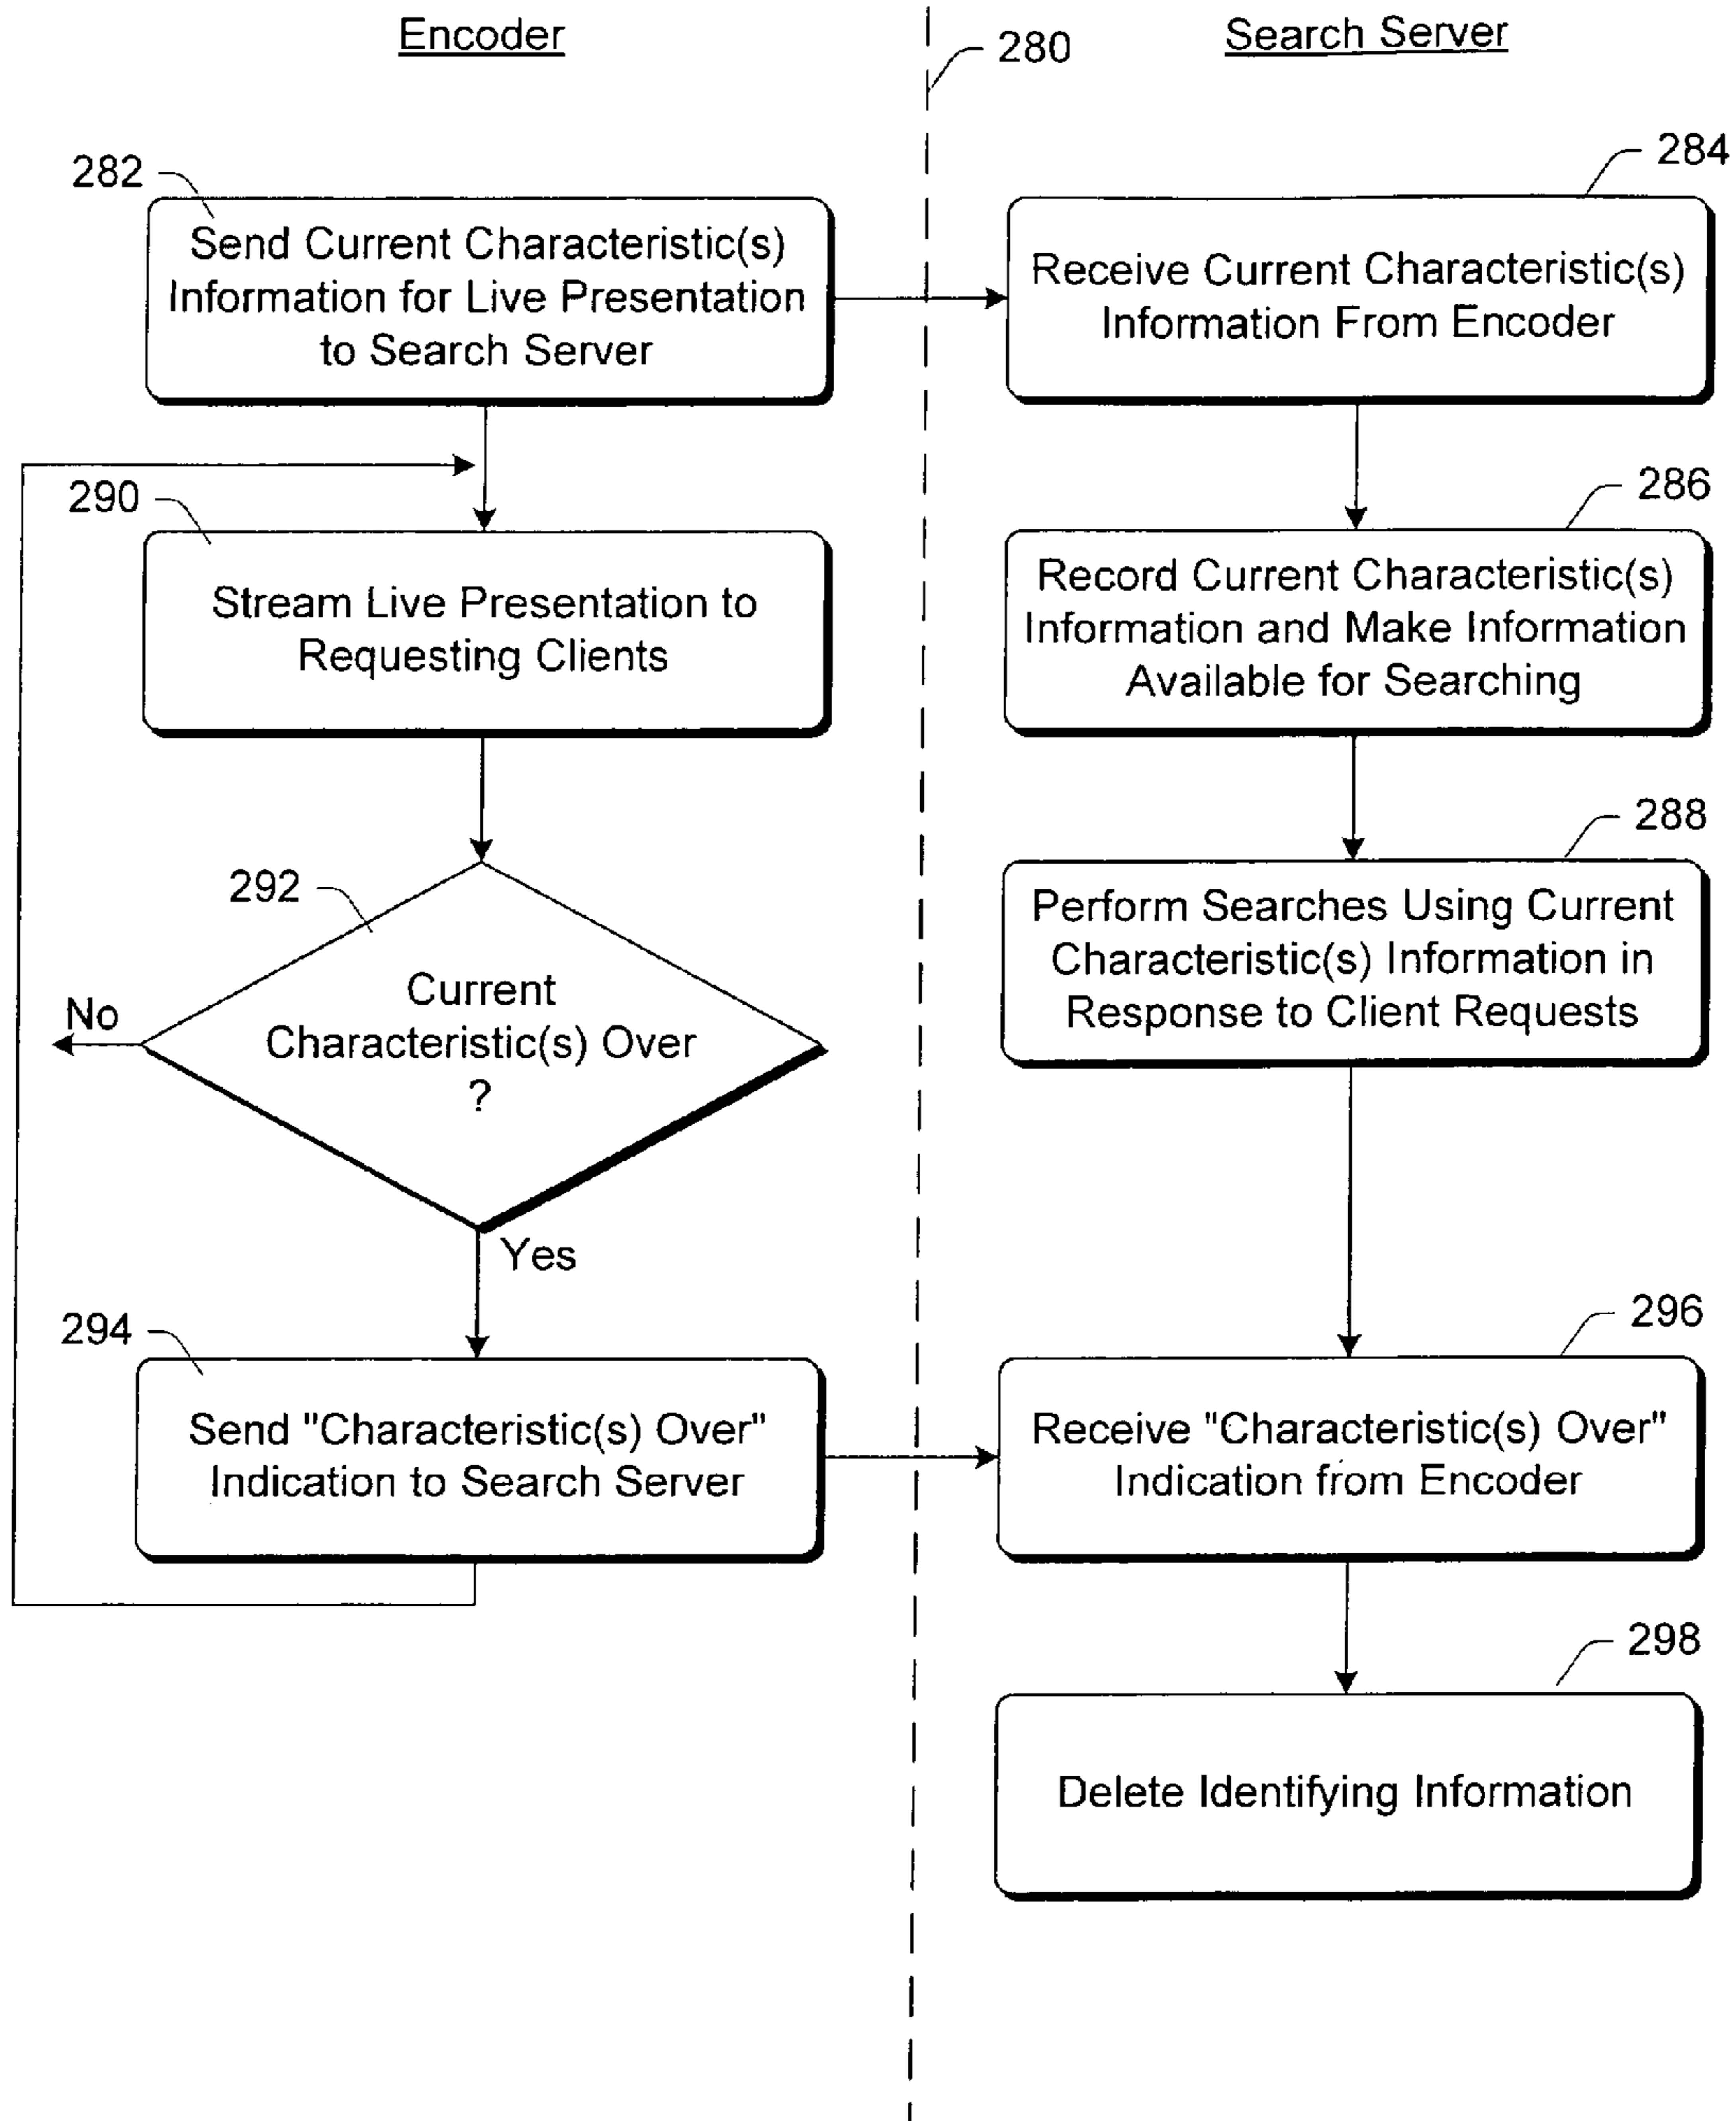 Encoder
280
Search Server
282
Send Current Characteristic(s)
Information for Live Presentation
to Search Server
284
Receive Current Characteristic(s)
Information From Encoder
290
Stream Live Presentation to
Requesting Clients
286
Record Current Characteristic(s)
Information and Make Information
Available for Searching
288
Perform Searches Using Current
Characteristic(s) Information in
Response to Client Requests
292
Current
Characteristic(s) Over
?
No
Yes
294
Send "Characteristic(s) Over"
Indication to Search Server
296
Receive "Characteristic(s) Over"
Indication from Encoder
298
Delete Identifying Information